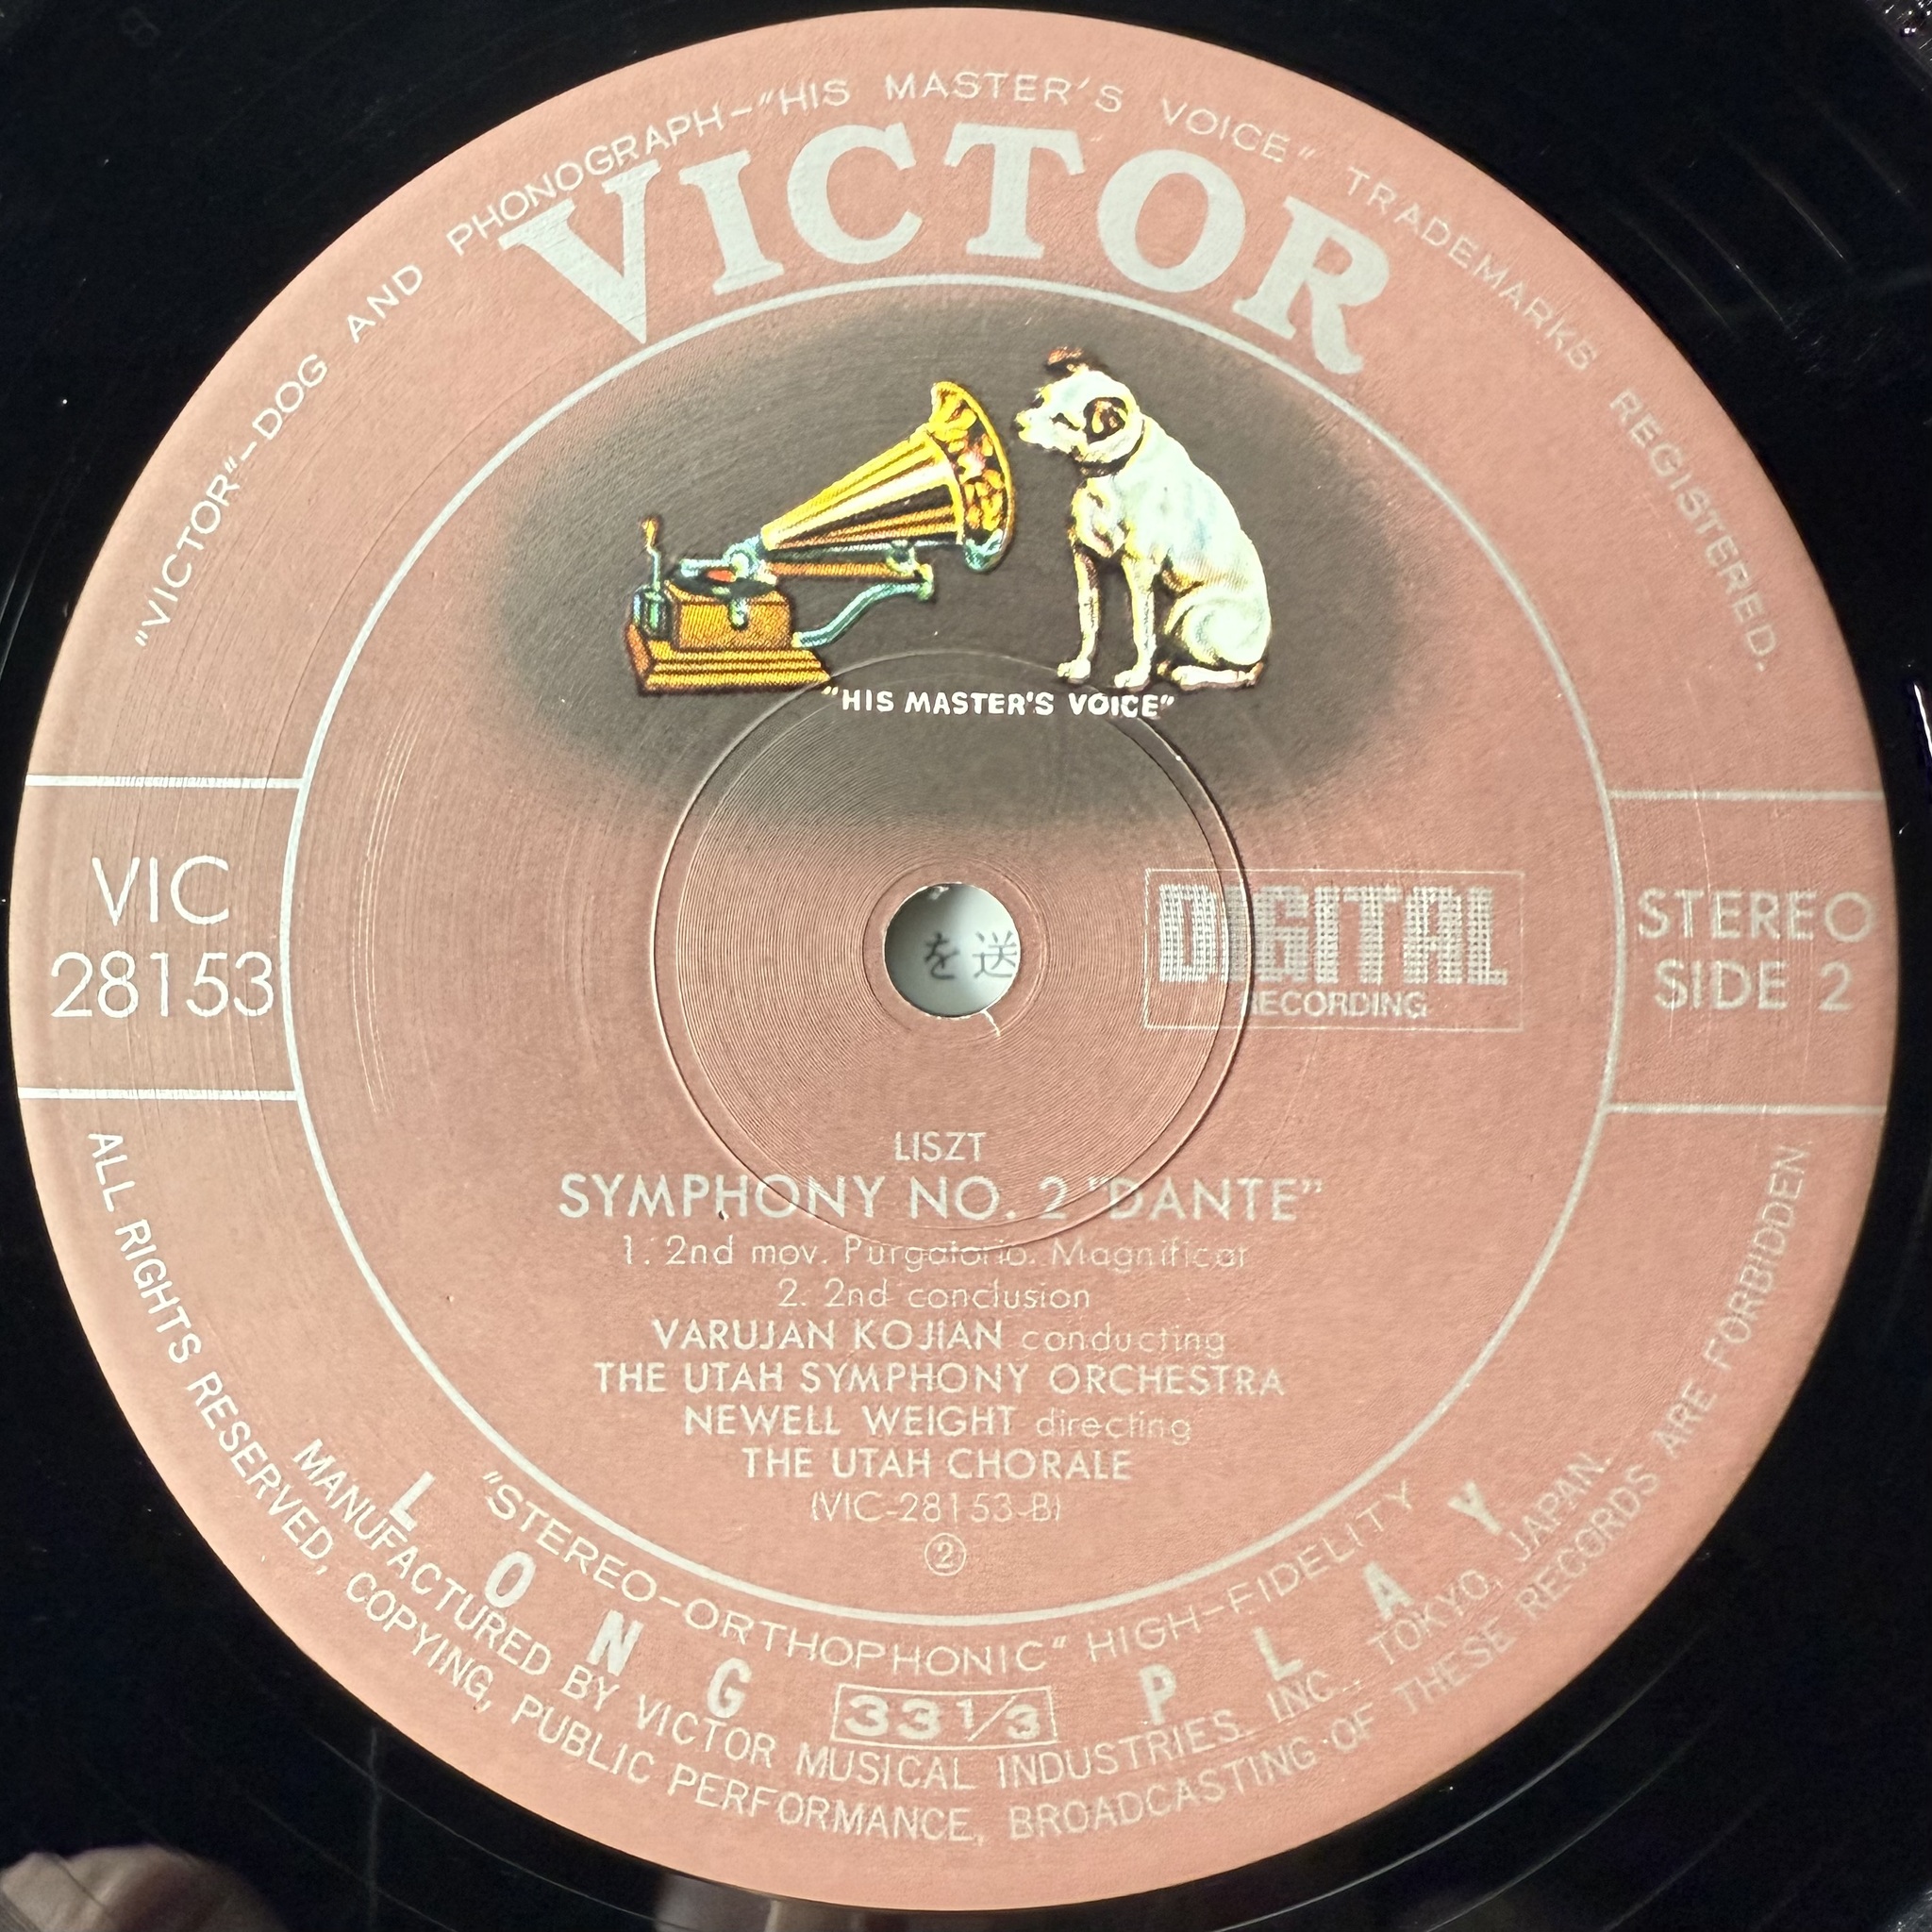 "VICTOR"–DOG AND PHONOGRAPH–"HIS MASTER'S VOICE" TRADEMARKS REGISTERED.
VICTOR
"HIS MASTER'S VOICE"
VIC
28153
を送
DIGITAL
RECORDING
STEREO
SIDE 2
LISZT
SYMPHONY NO. 2 "DANTE"
1. 2nd mov. Purgatorio. Magnificat
2. 2nd conclusion
VARUJAN KOJIAN conducting
THE UTAH SYMPHONY ORCHESTRA
NEWELL WEIGHT directing
THE UTAH CHORALE
(VIC-28153-B)
②
"STEREO-ORTHOPHONIC" HIGH-FIDELITY
LONG PLAY
33 1/3
MANUFACTURED BY VICTOR MUSICAL INDUSTRIES, INC., TOKYO, JAPAN.
ALL RIGHTS RESERVED, COPYING, PUBLIC PERFORMANCE, BROADCASTING OF THESE RECORDS ARE FORBIDDEN.